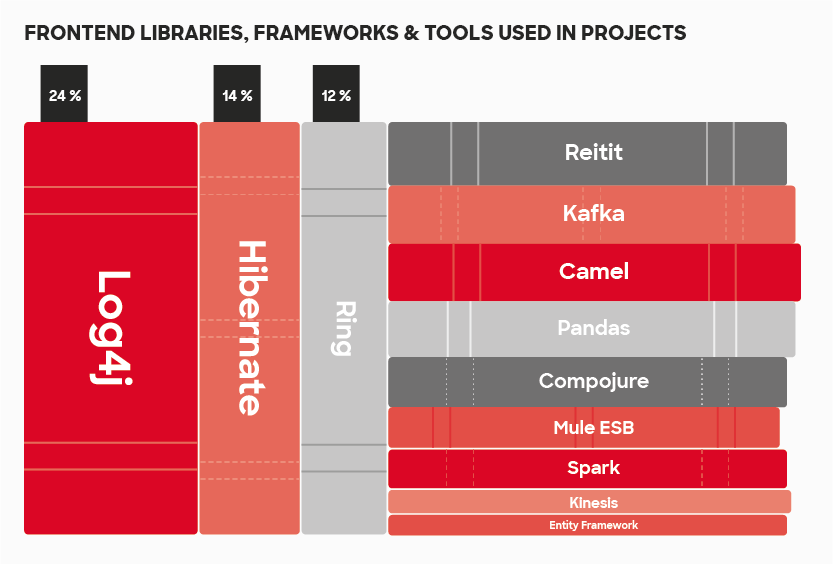 FRONTEND LIBRARIES, FRAMEWORKS & TOOLS USED IN PROJECTS
24 %
14 %
12 %
Log4j
Hibernate
Ring
Reitit
Kafka
Camel
Pandas
Compojure
Mule ESB
Spark
Kinesis
Entity Framework